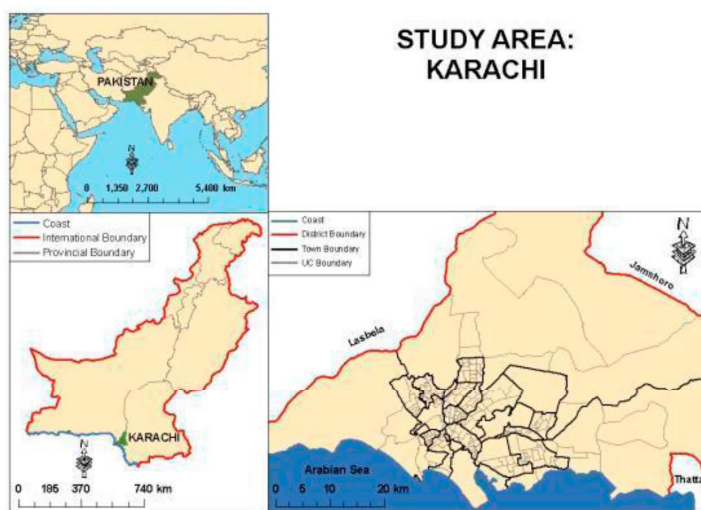 STUDY AREA:
KARACHI
PAKISTAN
N
0 1,350 2,700 5,400 km
Coast
International Boundary
Provincial Boundary
KARACHI
N
0 185 370 740 km
Coast
District Boundary
Town Boundary
UC Boundary
N
Jamshoro
Lasbela
Arabian Sea
Thatta
0 5 10 20 km